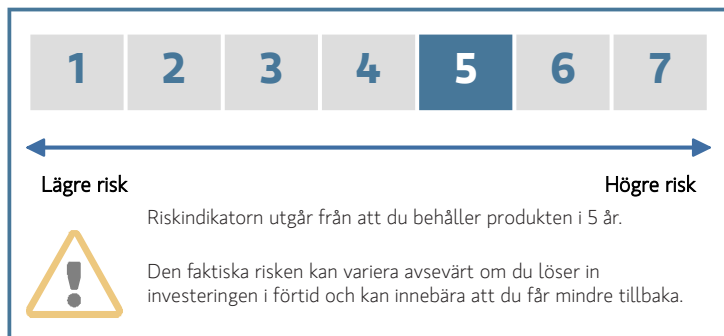 1 2 3 4 5 6 7
Lägre risk Högre risk
Riskindikatorn utgår från att du behåller produkten i 5 år.
Den faktiska risken kan variera avsevärt om du löser in
investeringen i förtid och kan innebära att du får mindre tillbaka.